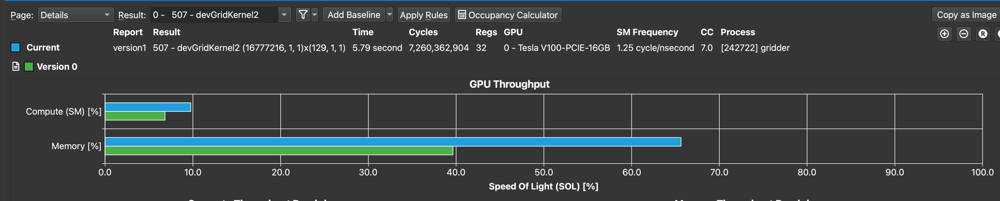 Page: Details Result: 0 - 507 - devGridKernel2 Add Baseline Apply Rules Occupancy Calculator Copy as Image
Report Result Time Cycles Regs GPU SM Frequency CC Process R
Current version1 507 - devGridKernel2 (16777216, 1, 1)x(129, 1, 1) 5.79 second 7,260,362,904 32 0 - Tesla V100-PCIE-16GB 1.25 cycle/nsecond 7.0 [242722] gridder
Version 0
GPU Throughput
Compute (SM) [%]
Memory [%]
0.0 10.0 20.0 30.0 40.0 50.0 60.0 70.0 80.0 90.0 100.0
Speed Of Light (SOL) [%]